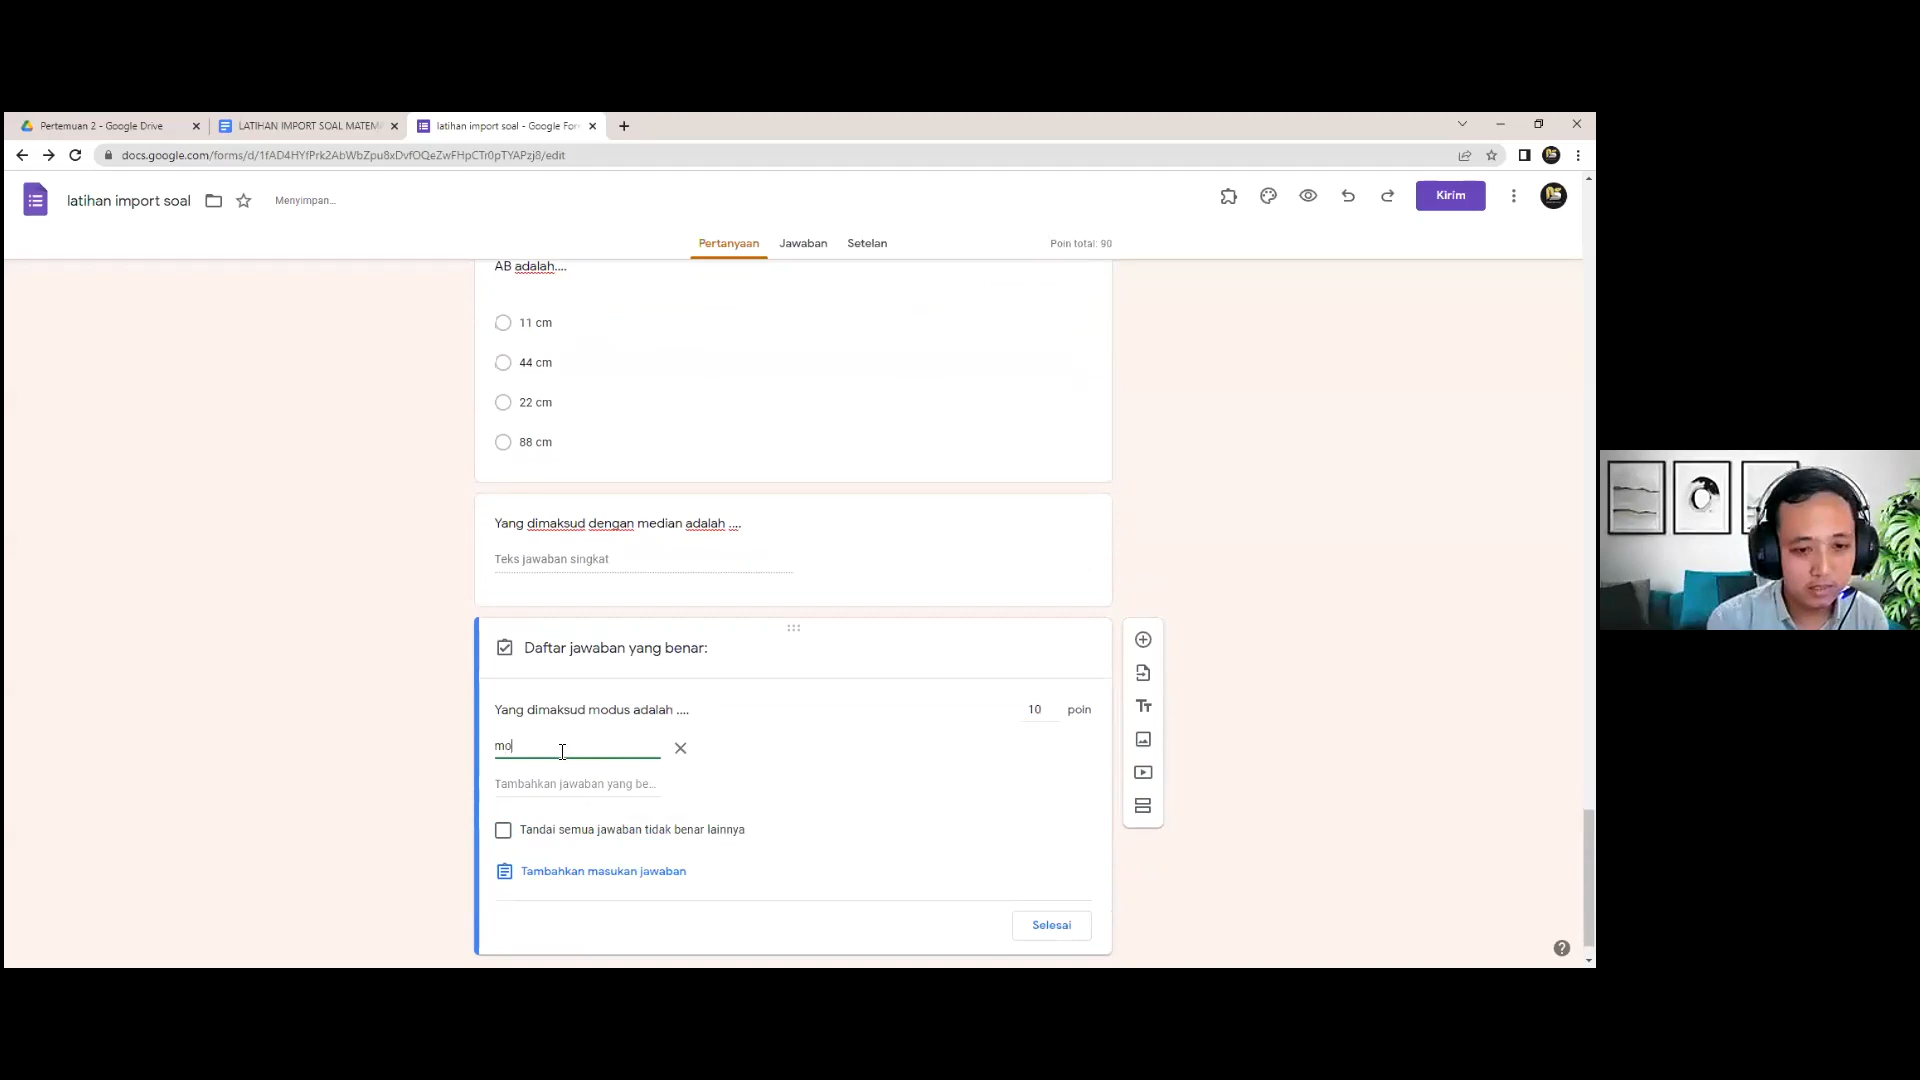 Pertemuan 2 - Google Drive
LATIHAN IMPORT SOAL MATEM
latihan import soal - Google For
docs.google.com/forms/d/1fAD4HYfPrk2AbWbZpu8xDvfOQeZwFHpCTr0pTYAPzj8/edit
latihan import soal
Menyimpan...
Kirim
Pertanyaan
Jawaban
Setelan
Poin total: 90
AB adalah....
11 cm
44 cm
22 cm
88 cm
Yang dimaksud dengan median adalah ....
Teks jawaban singkat
Daftar jawaban yang benar:
Yang dimaksud modus adalah ....
10 poin
mo
Tambahkan jawaban yang be...
Tandai semua jawaban tidak benar lainnya
Tambahkan masukan jawaban
Selesai